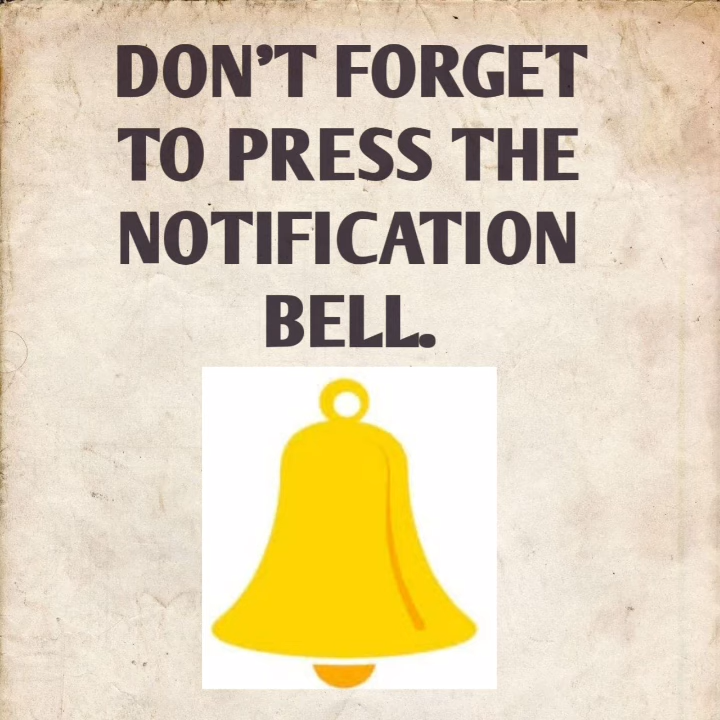 DON’T FORGET
TO PRESS THE
NOTIFICATION
BELL.